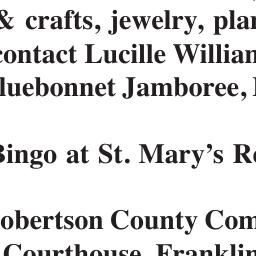 & crafts, jewelry, plan
contact Lucille William
luebonnet Jamboree,
Bingo at St. Mary's Re
obertson County Com
Courthouse, Franklin